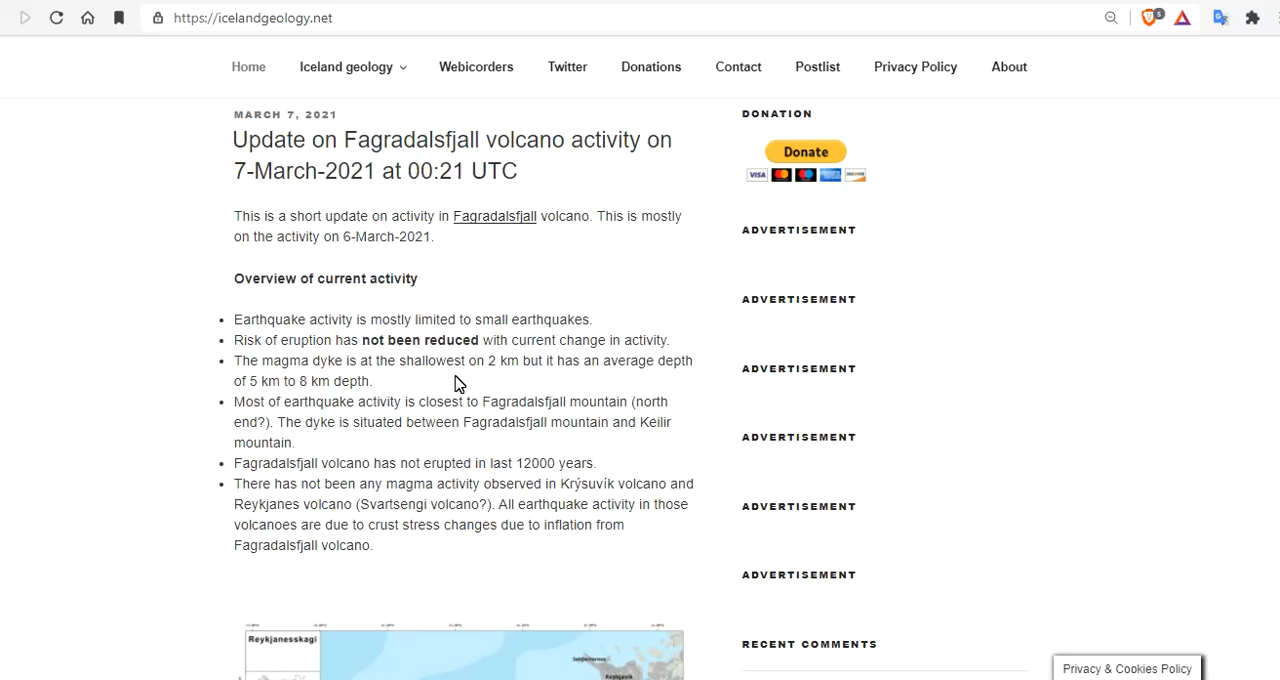 https://icelandgeology.net
5
Home Iceland geology Webicorders Twitter Donations Contact Postlist Privacy Policy About
MARCH 7, 2021
Update on Fagradalsfjall volcano activity on
7-March-2021 at 00:21 UTC
This is a short update on activity in Fagradalsfjall volcano. This is mostly
on the activity on 6-March-2021.
Overview of current activity
Earthquake activity is mostly limited to small earthquakes.
Risk of eruption has not been reduced with current change in activity.
The magma dyke is at the shallowest on 2 km but it has an average depth
of 5 km to 8 km depth.
Most of earthquake activity is closest to Fagradalsfjall mountain (north
end?). The dyke is situated between Fagradalsfjall mountain and Keilir
mountain.
Fagradalsfjall volcano has not erupted in last 12000 years.
There has not been any magma activity observed in Krýsuvík volcano and
Reykjanes volcano (Svartsengi volcano?). All earthquake activity in those
volcanoes are due to crust stress changes due to inflation from
Fagradalsfjall volcano.
Reykjanesskagi
DONATION
Donate
VISA
ADVERTISEMENT
ADVERTISEMENT
ADVERTISEMENT
ADVERTISEMENT
ADVERTISEMENT
ADVERTISEMENT
RECENT COMMENTS
Privacy & Cookies Policy